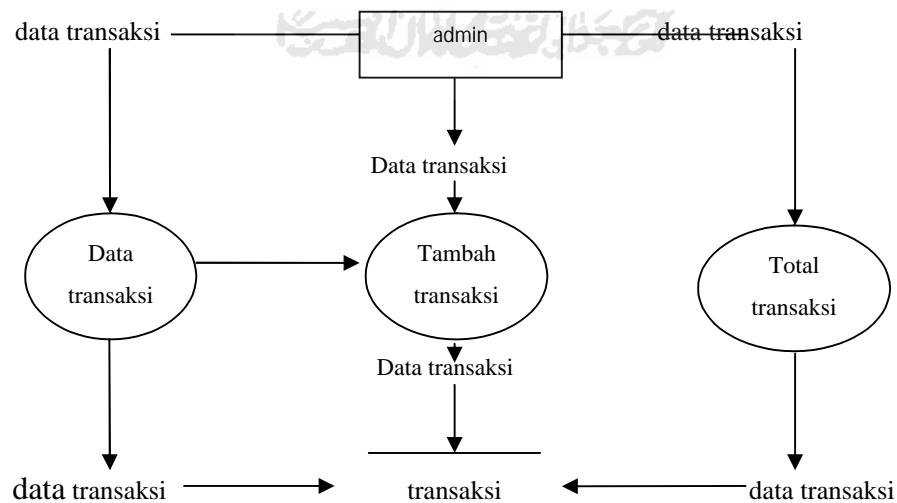 data transaksi
admin
data transaksi
Data transaksi
Data
transaksi
Tambah
transaksi
Total
transaksi
Data transaksi
data transaksi
transaksi
data transaksi